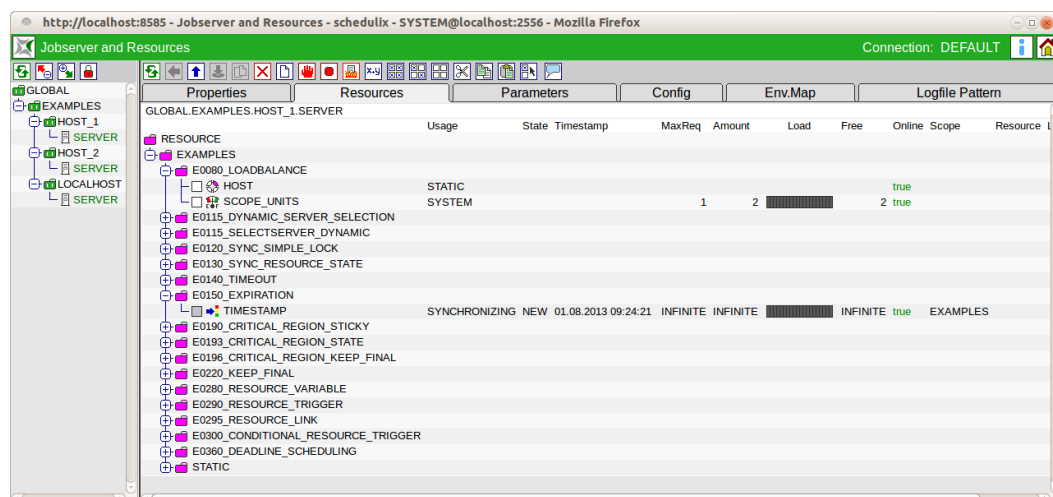 http://localhost:8585 - Jobserver and Resources - schedulix - SYSTEM@localhost:2556 - Mozilla Firefox
Jobserver and Resources Connection: DEFAULT
GLOBAL
EXAMPLES
HOST_1
SERVER
HOST_2
SERVER
LOCALHOST
SERVER
Properties Resources Parameters Config Env.Map Logfile Pattern
GLOBAL.EXAMPLES.HOST_1.SERVER
Usage State Timestamp MaxReq Amount Load Free Online Scope Resource L
RESOURCE
EXAMPLES
E0080_LOADBALANCE
HOST STATIC true
SCOPE_UNITS SYSTEM 1 2 2 true
E0115_DYNAMIC_SERVER_SELECTION
E0115_SELECTSERVER_DYNAMIC
E0120_SYNC_SIMPLE_LOCK
E0130_SYNC_RESOURCE_STATE
E0140_TIMEOUT
E0150_EXPIRATION
TIMESTAMP SYNCHRONIZING NEW 01.08.2013 09:24:21 INFINITE INFINITE INFINITE true EXAMPLES
E0190_CRITICAL_REGION_STICKY
E0193_CRITICAL_REGION_STATE
E0196_CRITICAL_REGION_KEEP_FINAL
E0220_KEEP_FINAL
E0280_RESOURCE_VARIABLE
E0290_RESOURCE_TRIGGER
E0295_RESOURCE_LINK
E0300_CONDITIONAL_RESOURCE_TRIGGER
E0360_DEADLINE_SCHEDULING
STATIC